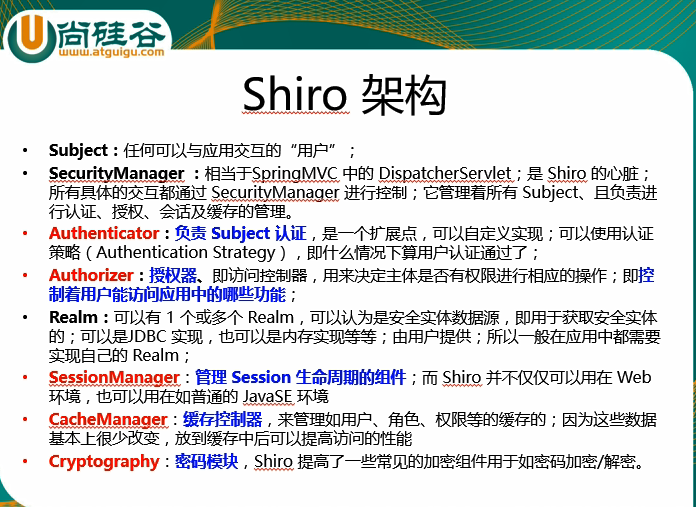 尚硅谷
www.atguigu.com
Shiro 架构
• Subject：任何可以与应用交互的“用户”；
• SecurityManager ：相当于SpringMVC 中的 DispatcherServlet；是 Shiro 的心脏；
所有具体的交互都通过 SecurityManager 进行控制；它管理着所有 Subject、且负责进
行认证、授权、会话及缓存的管理。
• Authenticator：负责 Subject 认证，是一个扩展点，可以自定义实现；可以使用认证
策略（Authentication Strategy），即什么情况下算用户认证通过了；
• Authorizer：授权器、即访问控制器，用来决定主体是否有权限进行相应的操作；即控
制着用户能访问应用中的哪些功能；
• Realm：可以有 1 个或多个 Realm，可以认为是安全实体数据源，即用于获取安全实体
的；可以是JDBC 实现，也可以是内存实现等等；由用户提供；所以一般在应用中都需要
实现自己的 Realm；
• SessionManager：管理 Session 生命周期的组件；而 Shiro 并不仅仅可以用在 Web
环境，也可以用在如普通的 JavaSE 环境
• CacheManager：缓存控制器，来管理如用户、角色、权限等的缓存的；因为这些数据
基本上很少改变，放到缓存中后可以提高访问的性能
• Cryptography：密码模块，Shiro 提高了一些常见的加密组件用于如密码加密/解密。